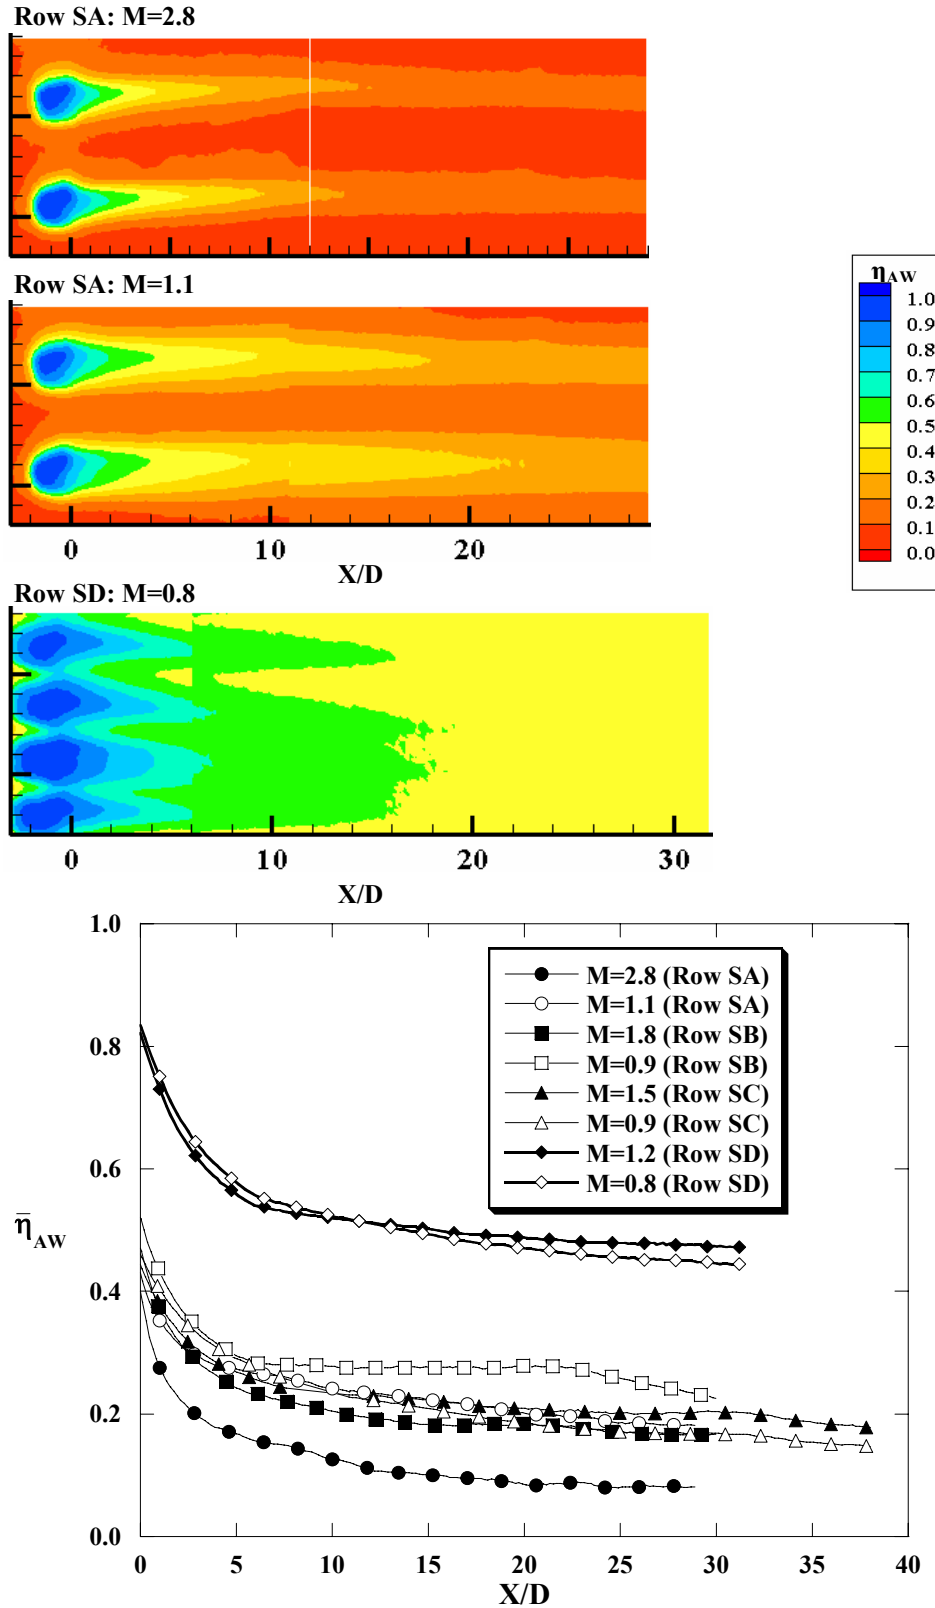 Row SA: M=2.8
Row SA: M=1.1
0 10 20
X/D
ηAW
1.0
0.9
0.8
0.7
0.6
0.5
0.4
0.3
0.2
0.1
0.0
Row SD: M=0.8
0 10 20 30
X/D
1.0
0.8
0.6
0.4
0.2
0.0
η̅AW
M=2.8 (Row SA)
M=1.1 (Row SA)
M=1.8 (Row SB)
M=0.9 (Row SB)
M=1.5 (Row SC)
M=0.9 (Row SC)
M=1.2 (Row SD)
M=0.8 (Row SD)
0 5 10 15 20 25 30 35 40
X/D